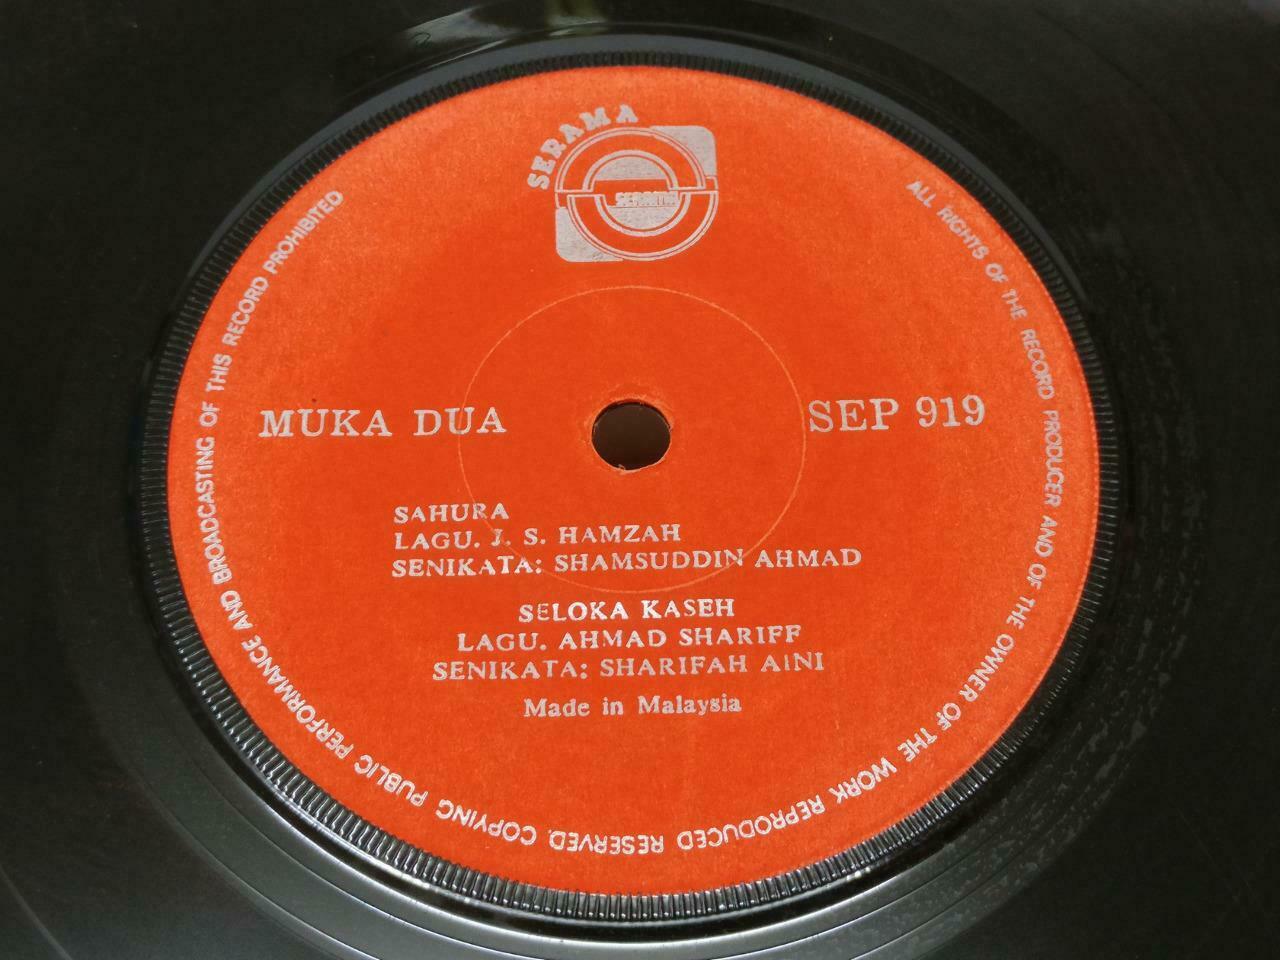 SERAMA
SERAMA
MUKA DUA
SEP 919
SAHURA
LAGU. J. S. HAMZAH
SENIKATA: SHAMSUDDIN AHMAD
SELOKA KASEH
LAGU. AHMAD SHARIFF
SENIKATA: SHARIFAH AINI
Made in Malaysia
ALL RIGHTS OF THE RECORD PRODUCER AND OF THE OWNER OF THE WORK REPRODUCED RESERVED. COPYING PUBLIC PERFORMANCE AND BROADCASTING OF THIS RECORD PROHIBITED